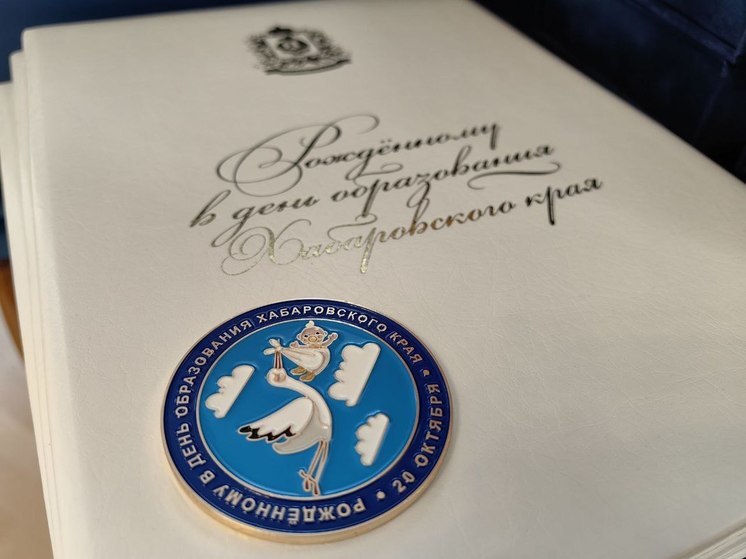 Рождённому
в день образования
Хабаровского края
РОЖДЁННОМУ В ДЕНЬ ОБРАЗОВАНИЯ ХАБАРОВСКОГО КРАЯ • 20 ОКТЯБРЯ •